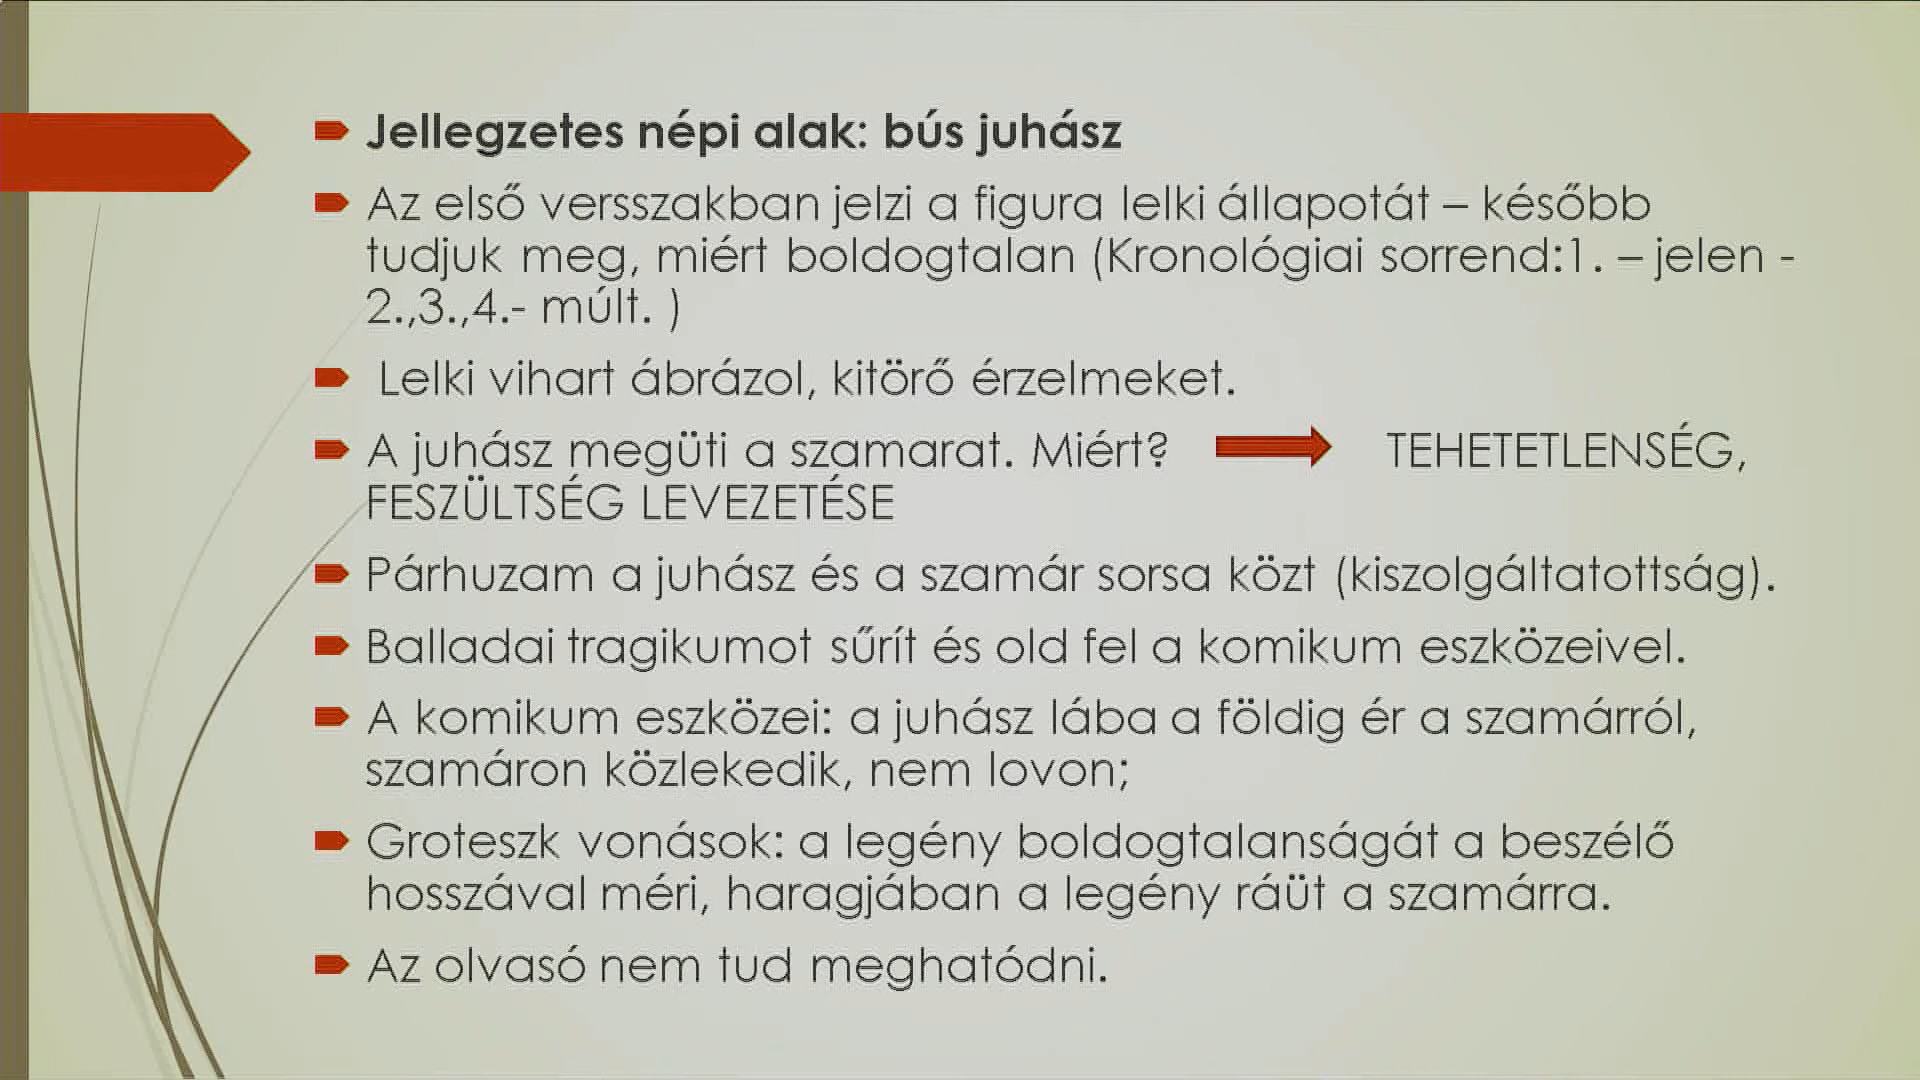 Jellegzetes népi alak: bús juhász
Az első versszakban jelzi a figura lelki állapotát – később
tudjuk meg, miért boldogtalan (Kronológiai sorrend:1. – jelen -
2.,3.,4.- múlt. )
Lelki vihart ábrázol, kitörő érzelmeket.
A juhász megüti a szamarat. Miért? TEHETETLENSÉG,
FESZÜLTSÉG LEVEZETÉSE
Párhuzam a juhász és a szamár sorsa közt (kiszolgáltatottság).
Balladai tragikumot sűrít és old fel a komikum eszközeivel.
A komikum eszközei: a juhász lába a földig ér a szamárról,
szamáron közlekedik, nem lovon;
Groteszk vonások: a legény boldogtalanságát a beszélő
hosszával méri, haragjában a legény ráüt a szamárra.
Az olvasó nem tud meghatódni.